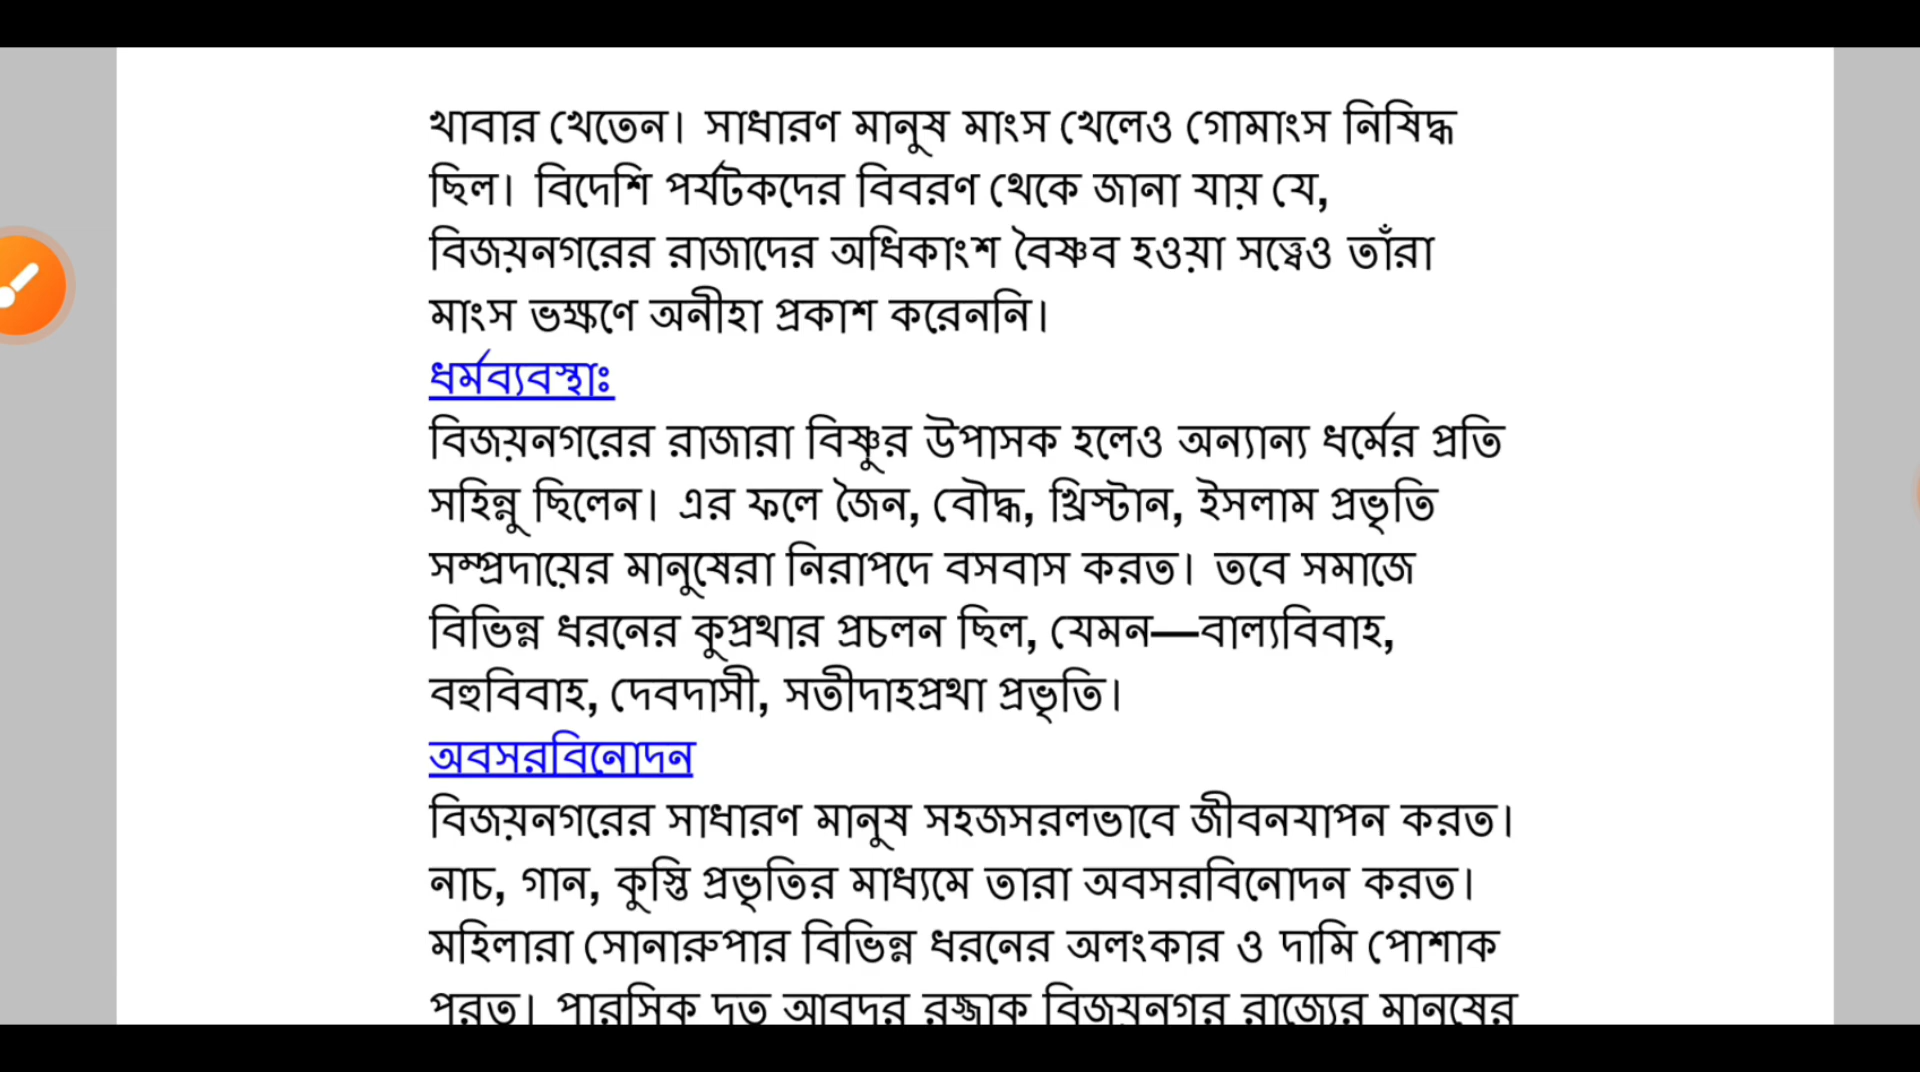 খাবার খেতেন। সাধারণ মানুষ মাংস খেলেও গোমাংস নিষিদ্ধ
ছিল। বিদেশি পর্যটকদের বিবরণ থেকে জানা যায় যে,
বিজয়নগরের রাজাদের অধিকাংশ বৈষ্ণব হওয়া সত্ত্বেও তাঁরা
মাংস ভক্ষণে অনীহা প্রকাশ করেননি।
ধর্মব্যবস্থাঃ
বিজয়নগরের রাজারা বিষ্ণুর উপাসক হলেও অন্যান্য ধর্মের প্রতি
সহিন্নু ছিলেন। এর ফলে জৈন, বৌদ্ধ, খ্রিস্টান, ইসলাম প্রভৃতি
সম্প্রদায়ের মানুষেরা নিরাপদে বসবাস করত। তবে সমাজে
বিভিন্ন ধরনের কুপ্রথার প্রচলন ছিল, যেমন—বাল্যবিবাহ,
বহুবিবাহ, দেবদাসী, সতীদাহপ্রথা প্রভৃতি।
অবসরবিনোদন
বিজয়নগরের সাধারণ মানুষ সহজসরলভাবে জীবনযাপন করত।
নাচ, গান, কুস্তি প্রভৃতির মাধ্যমে তারা অবসরবিনোদন করত।
মহিলারা সোনারুপার বিভিন্ন ধরনের অলংকার ও দামি পোশাক
পরত। পারসিক দূত আবদুর রজ্জাক বিজয়নগর রাজ্যের মানুষের